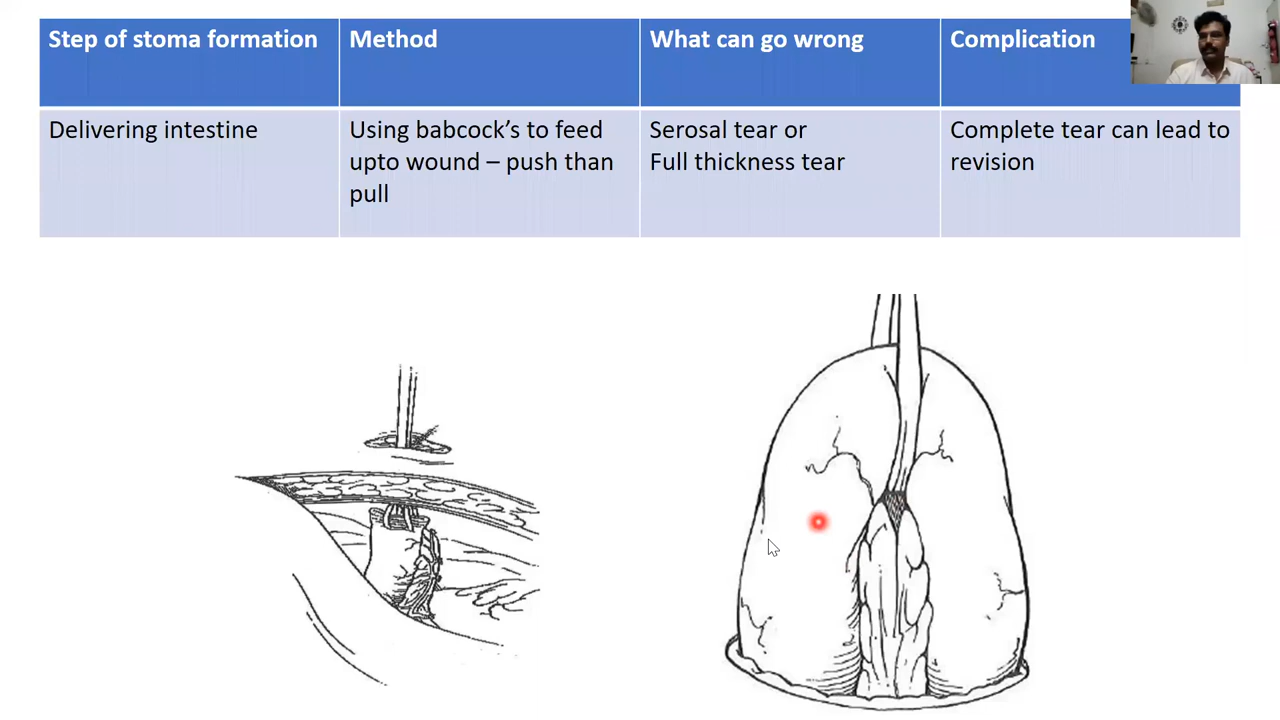 Step of stoma formation
Method
What can go wrong
Complication
Delivering intestine
Using babcock's to feed
upto wound – push than
pull
Serosal tear or
Full thickness tear
Complete tear can lead to
revision